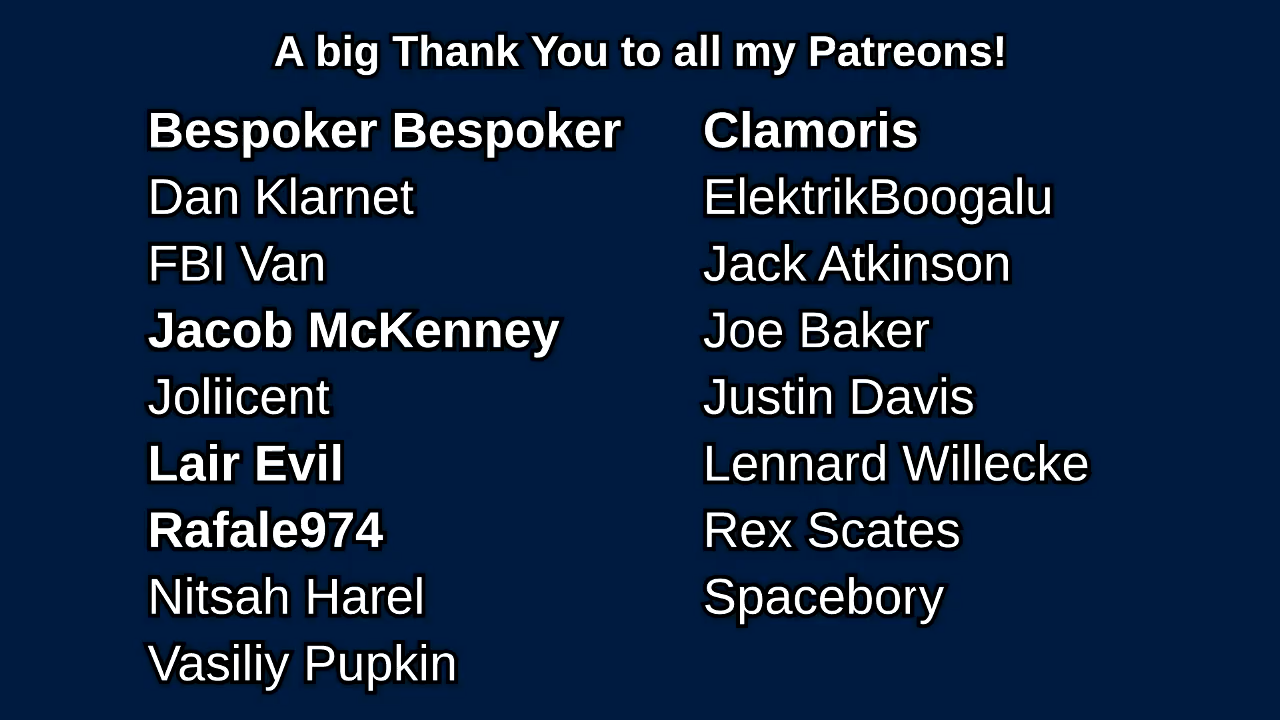 A big Thank You to all my Patreons!
Bespoker Bespoker
Dan Klarnet
FBI Van
Jacob McKenney
Joliicent
Lair Evil
Rafale974
Nitsah Harel
Vasiliy Pupkin
Clamoris
ElektrikBoogalu
Jack Atkinson
Joe Baker
Justin Davis
Lennard Willecke
Rex Scates
Spacebory